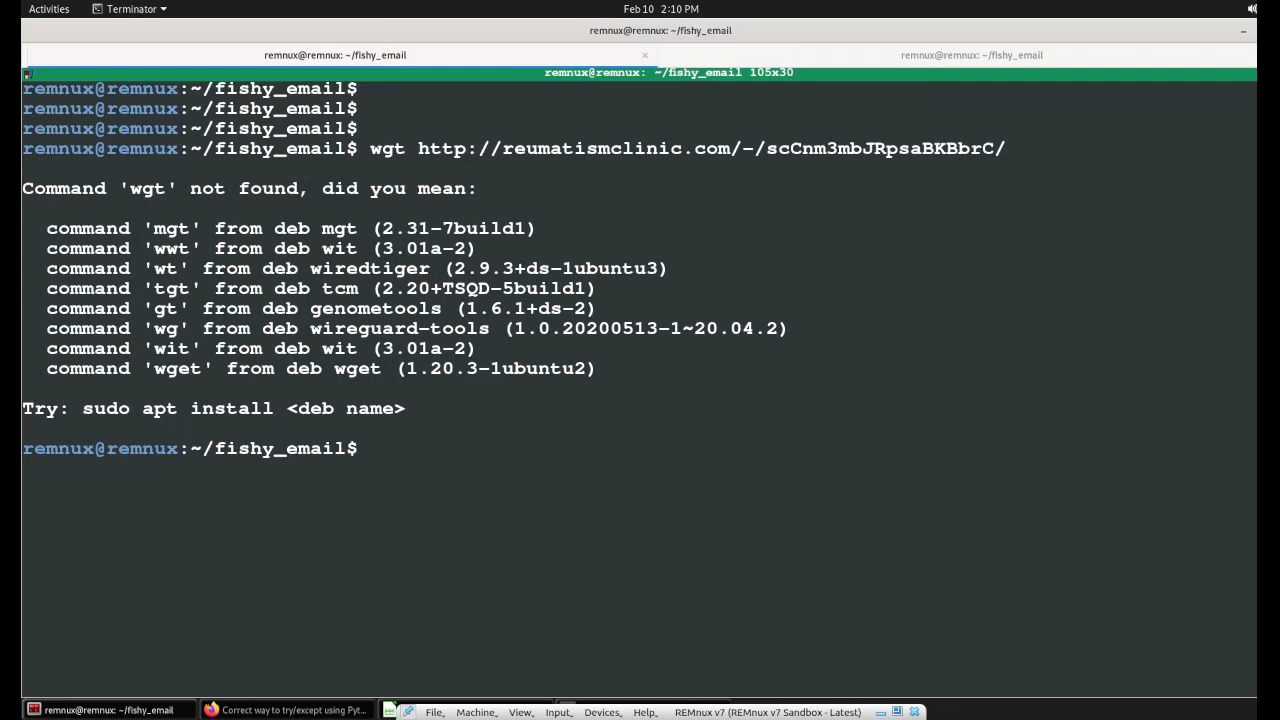 Activities Terminator Feb 10 2:10 PM
remnux@remnux: ~/fishy_email
remnux@remnux: ~/fishy_email × remnux@remnux: ~/fishy_email
remnux@remnux: ~/fishy_email 105x30
remnux@remnux:~/fishy_email$
remnux@remnux:~/fishy_email$
remnux@remnux:~/fishy_email$
remnux@remnux:~/fishy_email$ wgt http://reumatismclinic.com/-/scCnm3mbJRpsaBKBbrC/
Command 'wgt' not found, did you mean:
command 'mgt' from deb mgt (2.31-7build1)
command 'wwt' from deb wit (3.01a-2)
command 'wt' from deb wiredtiger (2.9.3+ds-1ubuntu3)
command 'tgt' from deb tcm (2.20+TSQD-5build1)
command 'gt' from deb genometools (1.6.1+ds-2)
command 'wg' from deb wireguard-tools (1.0.20200513-1~20.04.2)
command 'wit' from deb wit (3.01a-2)
command 'wget' from deb wget (1.20.3-1ubuntu2)
Try: sudo apt install <deb name>
remnux@remnux:~/fishy_email$
remnux@remnux: ~/fishy_email Correct way to try/except using Pyt... File Machine View Input Devices Help REMnux v7 (REMnux v7 Sandbox - Latest)